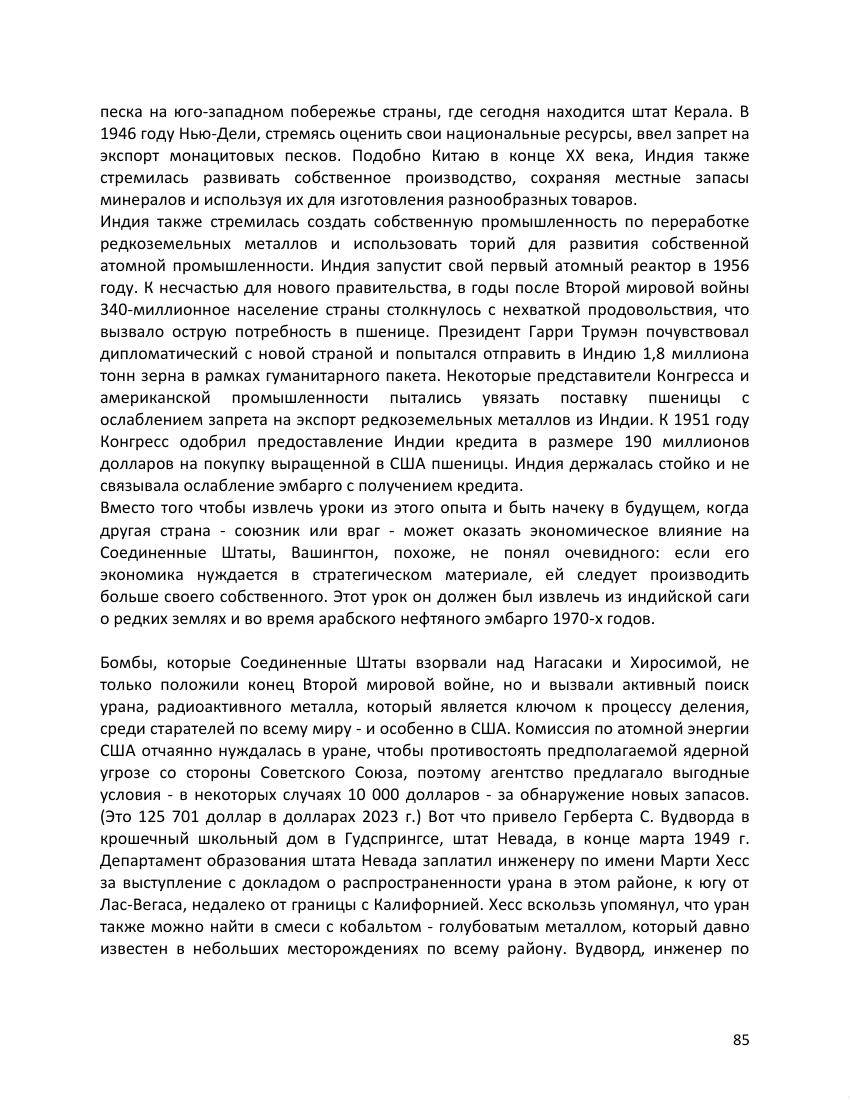 песка на юго-западном побережье страны, где сегодня находится штат Керала. В
1946 году Нью-Дели, стремясь оценить свои национальные ресурсы, ввел запрет на
экспорт монацитовых песков. Подобно Китаю в конце XX века, Индия также
стремилась развивать собственное производство, сохраняя местные запасы
минералов и используя их для изготовления разнообразных товаров.
Индия также стремилась создать собственную промышленность по переработке
редкоземельных металлов и использовать торий для развития собственной
атомной промышленности. Индия запустит свой первый атомный реактор в 1956
году. К несчастью для нового правительства, в годы после Второй мировой войны
340-миллионное население страны столкнулось с нехваткой продовольствия, что
вызвало острую потребность в пшенице. Президент Гарри Трумэн почувствовал
дипломатический с новой страной и попытался отправить в Индию 1,8 миллиона
тонн зерна в рамках гуманитарного пакета. Некоторые представители Конгресса и
американской промышленности пытались увязать поставку пшеницы с
ослаблением запрета на экспорт редкоземельных металлов из Индии. К 1951 году
Конгресс одобрил предоставление Индии кредита в размере 190 миллионов
долларов на покупку выращенной в США пшеницы. Индия держалась стойко и не
связывала ослабление эмбарго с получением кредита.
Вместо того чтобы извлечь уроки из этого опыта и быть начеку в будущем, когда
другая страна - союзник или враг - может оказать экономическое влияние на
Соединенные Штаты, Вашингтон, похоже, не понял очевидного: если его
экономика нуждается в стратегическом материале, ей следует производить
больше своего собственного. Этот урок он должен был извлечь из индийской саги
о редких землях и во время арабского нефтяного эмбарго 1970-х годов.
Бомбы, которые Соединенные Штаты взорвали над Нагасаки и Хиросимой, не
только положили конец Второй мировой войне, но и вызвали активный поиск
урана, радиоактивного металла, который является ключом к процессу деления,
среди старателей по всему миру - и особенно в США. Комиссия по атомной энергии
США отчаянно нуждалась в уране, чтобы противостоять предполагаемой ядерной
угрозе со стороны Советского Союза, поэтому агентство предлагало выгодные
условия - в некоторых случаях 10 000 долларов - за обнаружение новых запасов.
(Это 125 701 доллар в долларах 2023 г.) Вот что привело Герберта С. Вудворда в
крошечный школьный дом в Гудспрингсе, штат Невада, в конце марта 1949 г.
Департамент образования штата Невада заплатил инженеру по имени Марти Хесс
за выступление с докладом о распространенности урана в этом районе, к югу от
Лас-Вегаса, недалеко от границы с Калифорнией. Хесс вскользь упомянул, что уран
также можно найти в смеси с кобальтом - голубоватым металлом, который давно
известен в небольших месторождениях по всему району. Вудворд, инженер по
85